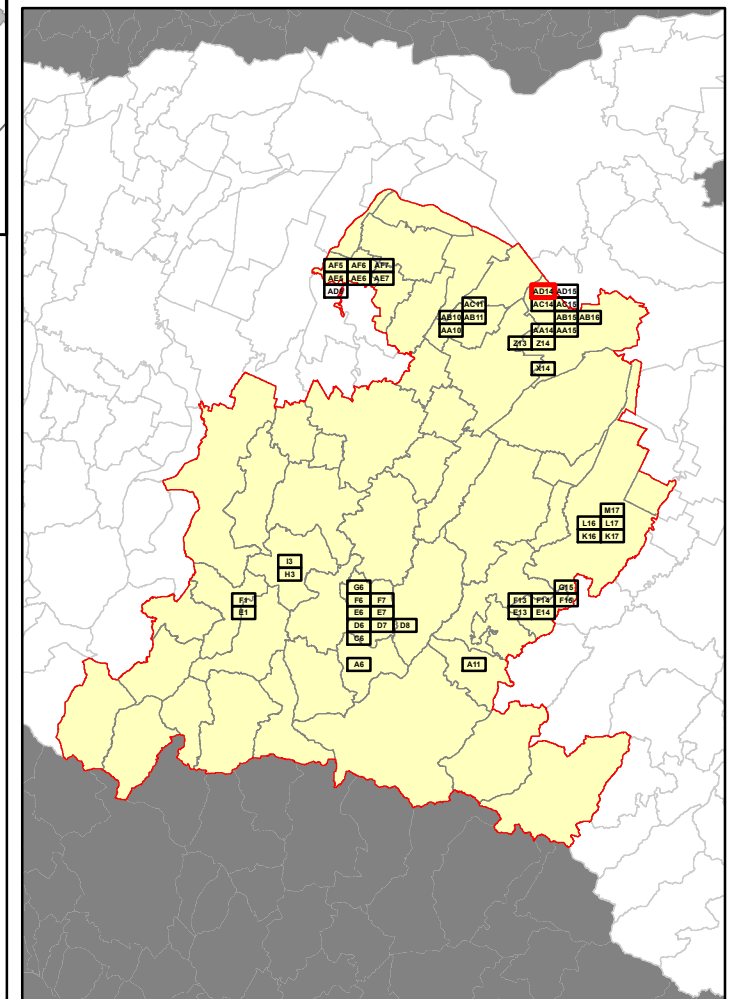 AF5 AF6 AF7
AE5 AE6 AE7
AD5 AD14 AD15
AC11 AC14 AC15
AB10 AB11 AB15 AB16
AA10 AA14 AA15
Z13 Z14
X14
M17
L16 L17
K16 K17
I3
H3
G6 G15
F1 F6 F7 F13 F14 F15
E1 E6 E7 E13 E14
D6 D7 D8
C6
A6 A11